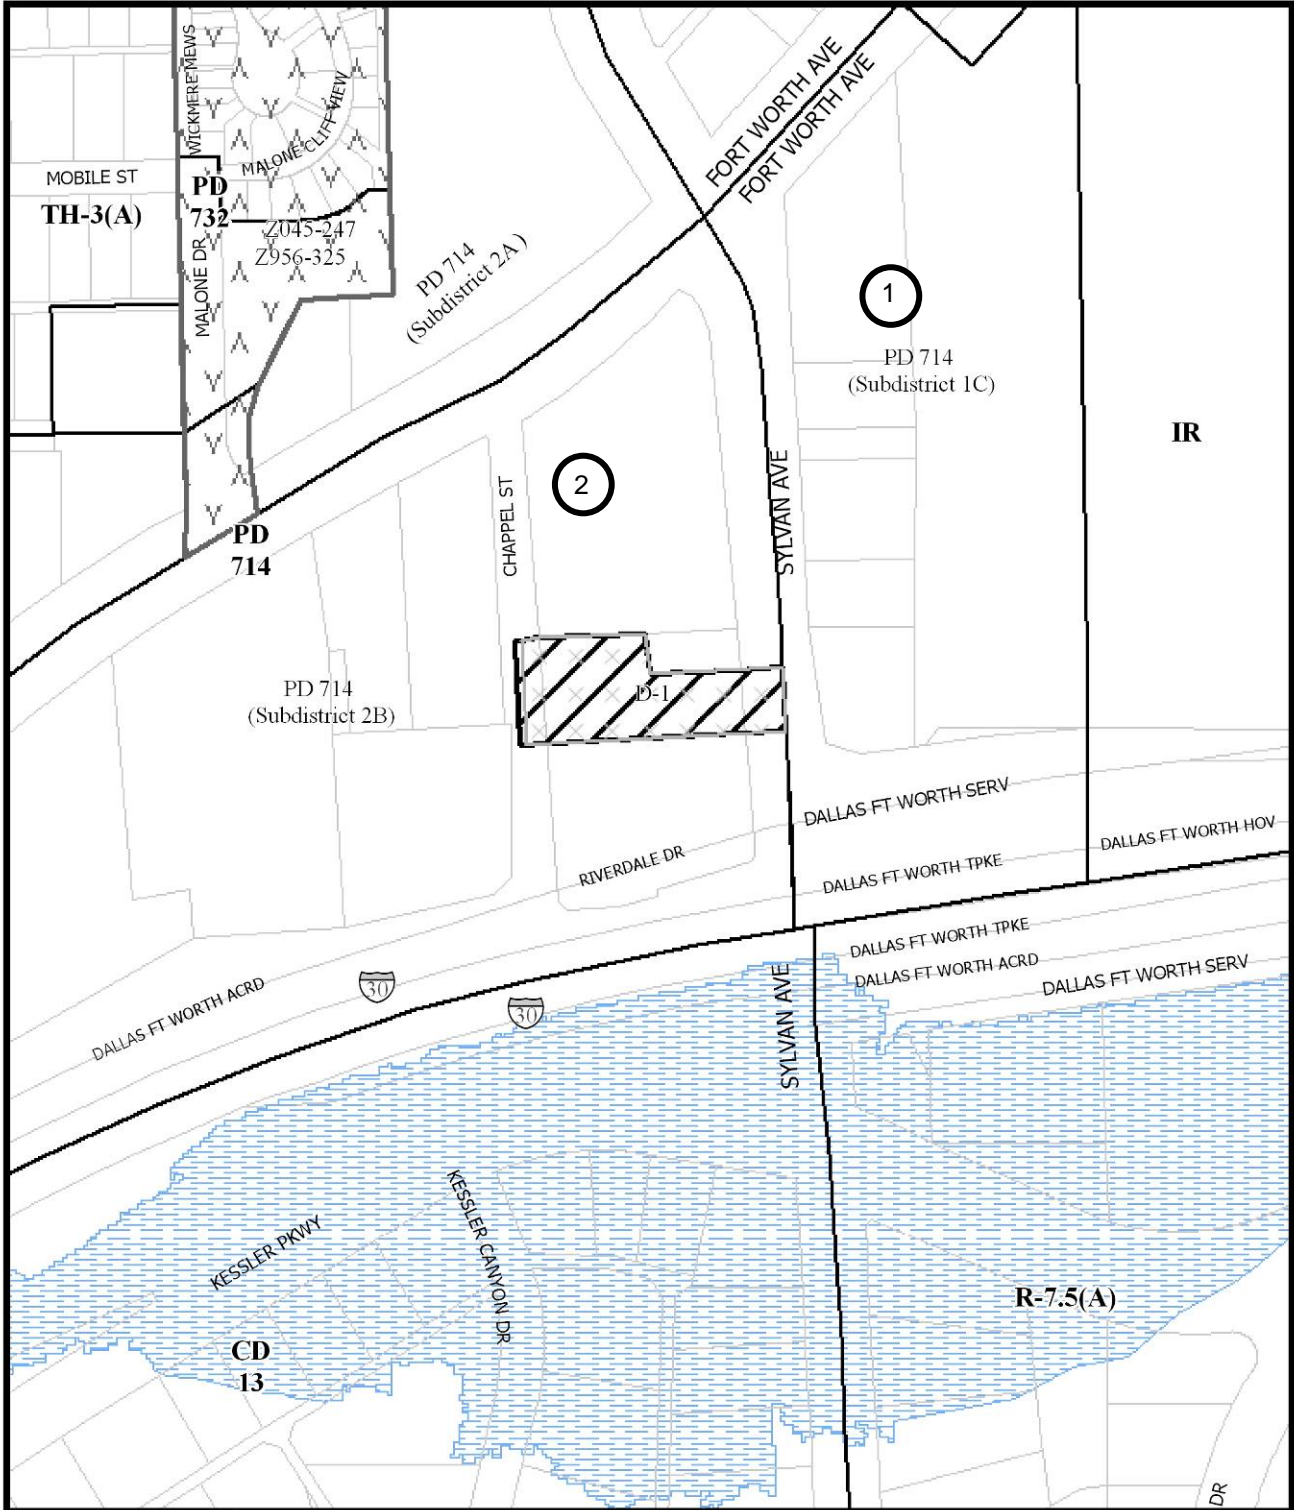 WICKMERE MEWS
MALONE CLIFF VIEW
FORT WORTH AVE
FORT WORTH AVE
MOBILE ST
TH-3(A)
PD
732
Z045-247
Z956-325
MALONE DR
PD 714
(Subdistrict 2A)
1
PD 714
(Subdistrict 1C)
IR
2
CHAPPEL ST
SYLVAN AVE
PD
714
PD 714
(Subdistrict 2B)
D-1
DALLAS FT WORTH SERV
RIVERDALE DR
DALLAS FT WORTH HOV
DALLAS FT WORTH TPKE
DALLAS FT WORTH TPKE
DALLAS FT WORTH ACRD
DALLAS FT WORTH SERV
DALLAS FT WORTH ACRD
30
30
SYLVAN AVE
KESSLER PKWY
KESSLER CANYON DR
R-7.5(A)
CD
13
DR